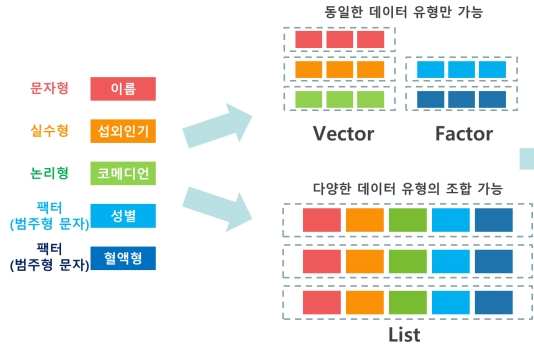 동일한 데이터 유형만 가능
문자형 이름
실수형 섭외인기
논리형 코메디언
팩터
(범주형 문자) 성별
팩터
(범주형 문자) 혈액형
Vector Factor
다양한 데이터 유형의 조합 가능
List